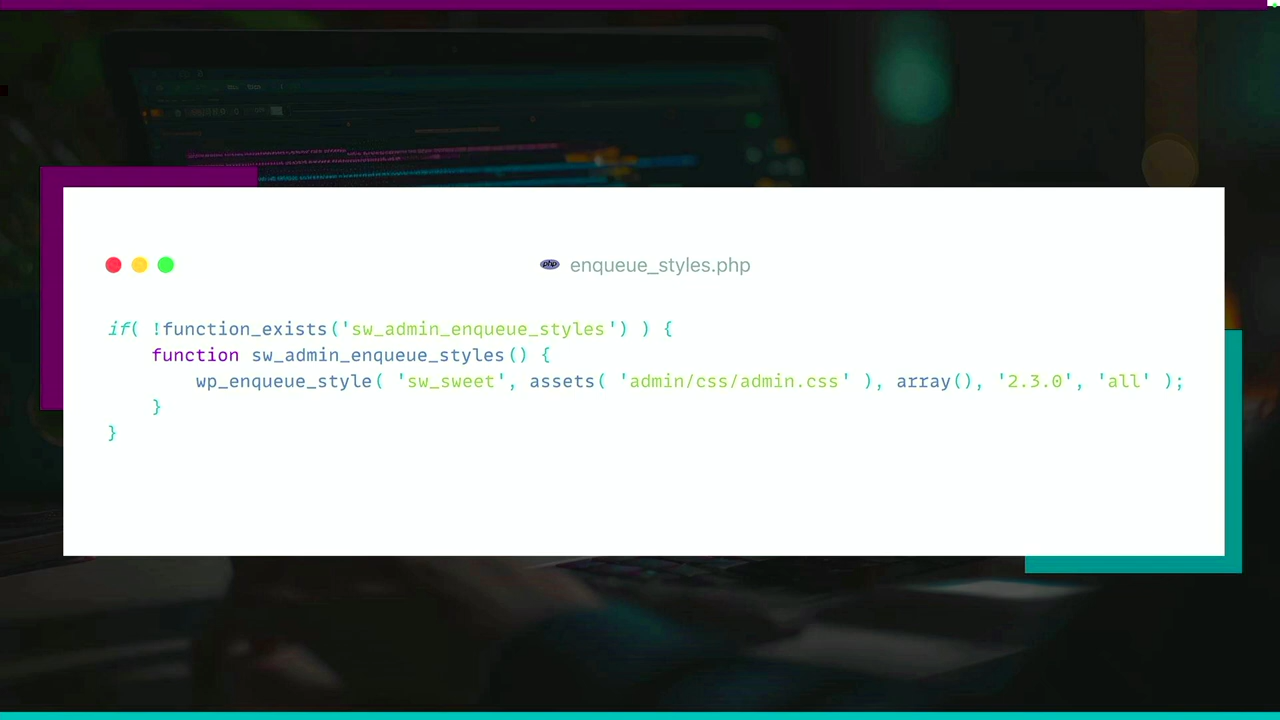 php enqueue_styles.php
if( !function_exists('sw_admin_enqueue_styles') ) {
    function sw_admin_enqueue_styles() {
        wp_enqueue_style( 'sw_sweet', assets( 'admin/css/admin.css' ), array(), '2.3.0', 'all' );
    }
}